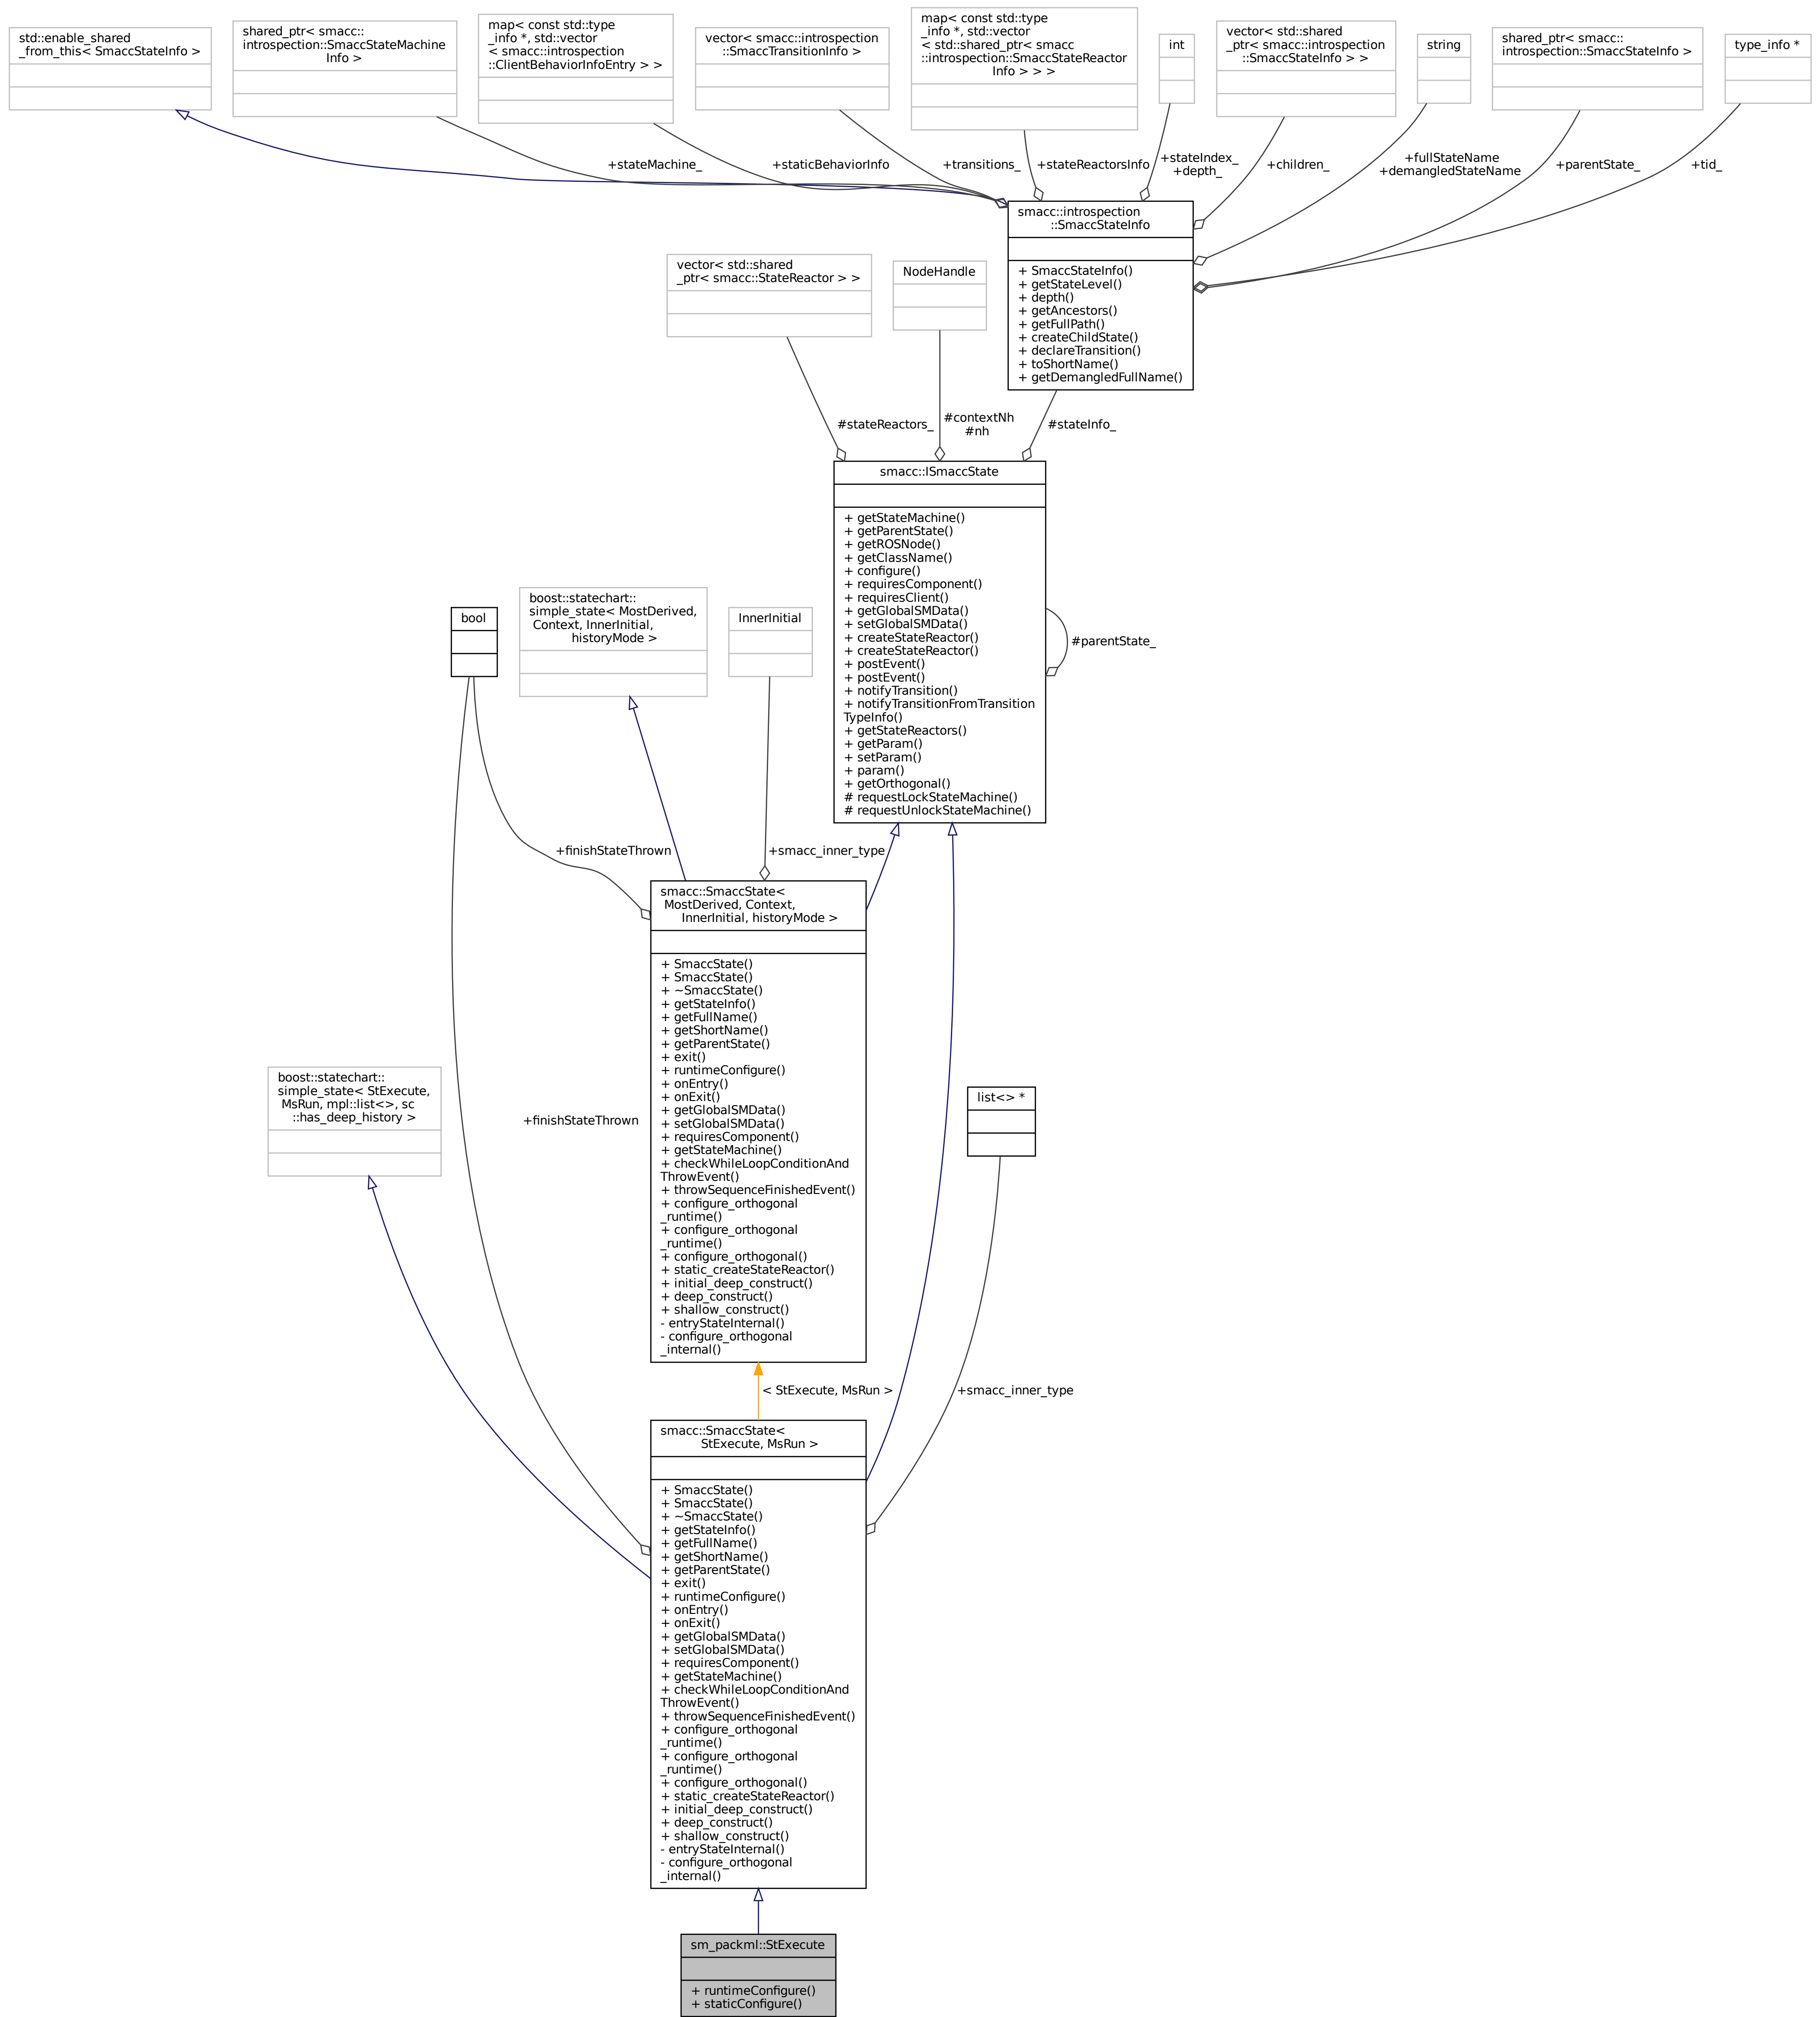 std::enable_shared
_from_this< SmaccStateInfo >
shared_ptr< smacc::
introspection::SmaccStateMachine
Info >
map< const std::type
_info *, std::vector
< smacc::introspection
::ClientBehaviorInfoEntry > >
vector< smacc::introspection
::SmaccTransitionInfo >
map< const std::type
_info *, std::vector
< std::shared_ptr< smacc
::introspection::SmaccStateReactor
Info > > >
int
vector< std::shared
_ptr< smacc::introspection
::SmaccStateInfo > >
string
shared_ptr< smacc::
introspection::SmaccStateInfo >
type_info *
+stateMachine_
+staticBehaviorInfo
+transitions_
+stateReactorsInfo
+stateIndex_
+depth_
+children_
+fullStateName
+demangledStateName
+parentState_
+tid_
smacc::introspection
::SmaccStateInfo
+ SmaccStateInfo()
+ getStateLevel()
+ depth()
+ getAncestors()
+ getFullPath()
+ createChildState()
+ declareTransition()
+ toShortName()
+ getDemangledFullName()
vector< std::shared
_ptr< smacc::StateReactor > >
NodeHandle
#stateReactors_
#contextNh
#nh
#stateInfo_
smacc::ISmaccState
+ getStateMachine()
+ getParentState()
+ getROSNode()
+ getClassName()
+ configure()
+ requiresComponent()
+ requiresClient()
+ getGlobalSMData()
+ setGlobalSMData()
+ createStateReactor()
+ createStateReactor()
+ postEvent()
+ postEvent()
+ notifyTransition()
+ notifyTransitionFromTransition
TypeInfo()
+ getStateReactors()
+ getParam()
+ setParam()
+ param()
+ getOrthogonal()
# requestLockStateMachine()
# requestUnlockStateMachine()
#parentState_
bool
boost::statechart::
simple_state< MostDerived,
Context, InnerInitial,
historyMode >
InnerInitial
+finishStateThrown
+smacc_inner_type
smacc::SmaccState<
MostDerived, Context,
InnerInitial, historyMode >
+ SmaccState()
+ SmaccState()
+ ~SmaccState()
+ getStateInfo()
+ getFullName()
+ getShortName()
+ getParentState()
+ exit()
+ runtimeConfigure()
+ onEntry()
+ onExit()
+ getGlobalSMData()
+ setGlobalSMData()
+ requiresComponent()
+ getStateMachine()
+ checkWhileLoopConditionAnd
ThrowEvent()
+ throwSequenceFinishedEvent()
+ configure_orthogonal
_runtime()
+ configure_orthogonal
_runtime()
+ configure_orthogonal()
+ static_createStateReactor()
+ initial_deep_construct()
+ deep_construct()
+ shallow_construct()
- entryStateInternal()
- configure_orthogonal
_internal()
boost::statechart::
simple_state< StExecute,
MsRun, mpl::list<>, sc
::has_deep_history >
+finishStateThrown
list<> *
< StExecute, MsRun >
+smacc_inner_type
smacc::SmaccState<
StExecute, MsRun >
+ SmaccState()
+ SmaccState()
+ ~SmaccState()
+ getStateInfo()
+ getFullName()
+ getShortName()
+ getParentState()
+ exit()
+ runtimeConfigure()
+ onEntry()
+ onExit()
+ getGlobalSMData()
+ setGlobalSMData()
+ requiresComponent()
+ getStateMachine()
+ checkWhileLoopConditionAnd
ThrowEvent()
+ throwSequenceFinishedEvent()
+ configure_orthogonal
_runtime()
+ configure_orthogonal
_runtime()
+ configure_orthogonal()
+ static_createStateReactor()
+ initial_deep_construct()
+ deep_construct()
+ shallow_construct()
- entryStateInternal()
- configure_orthogonal
_internal()
sm_packml::StExecute
+ runtimeConfigure()
+ staticConfigure()